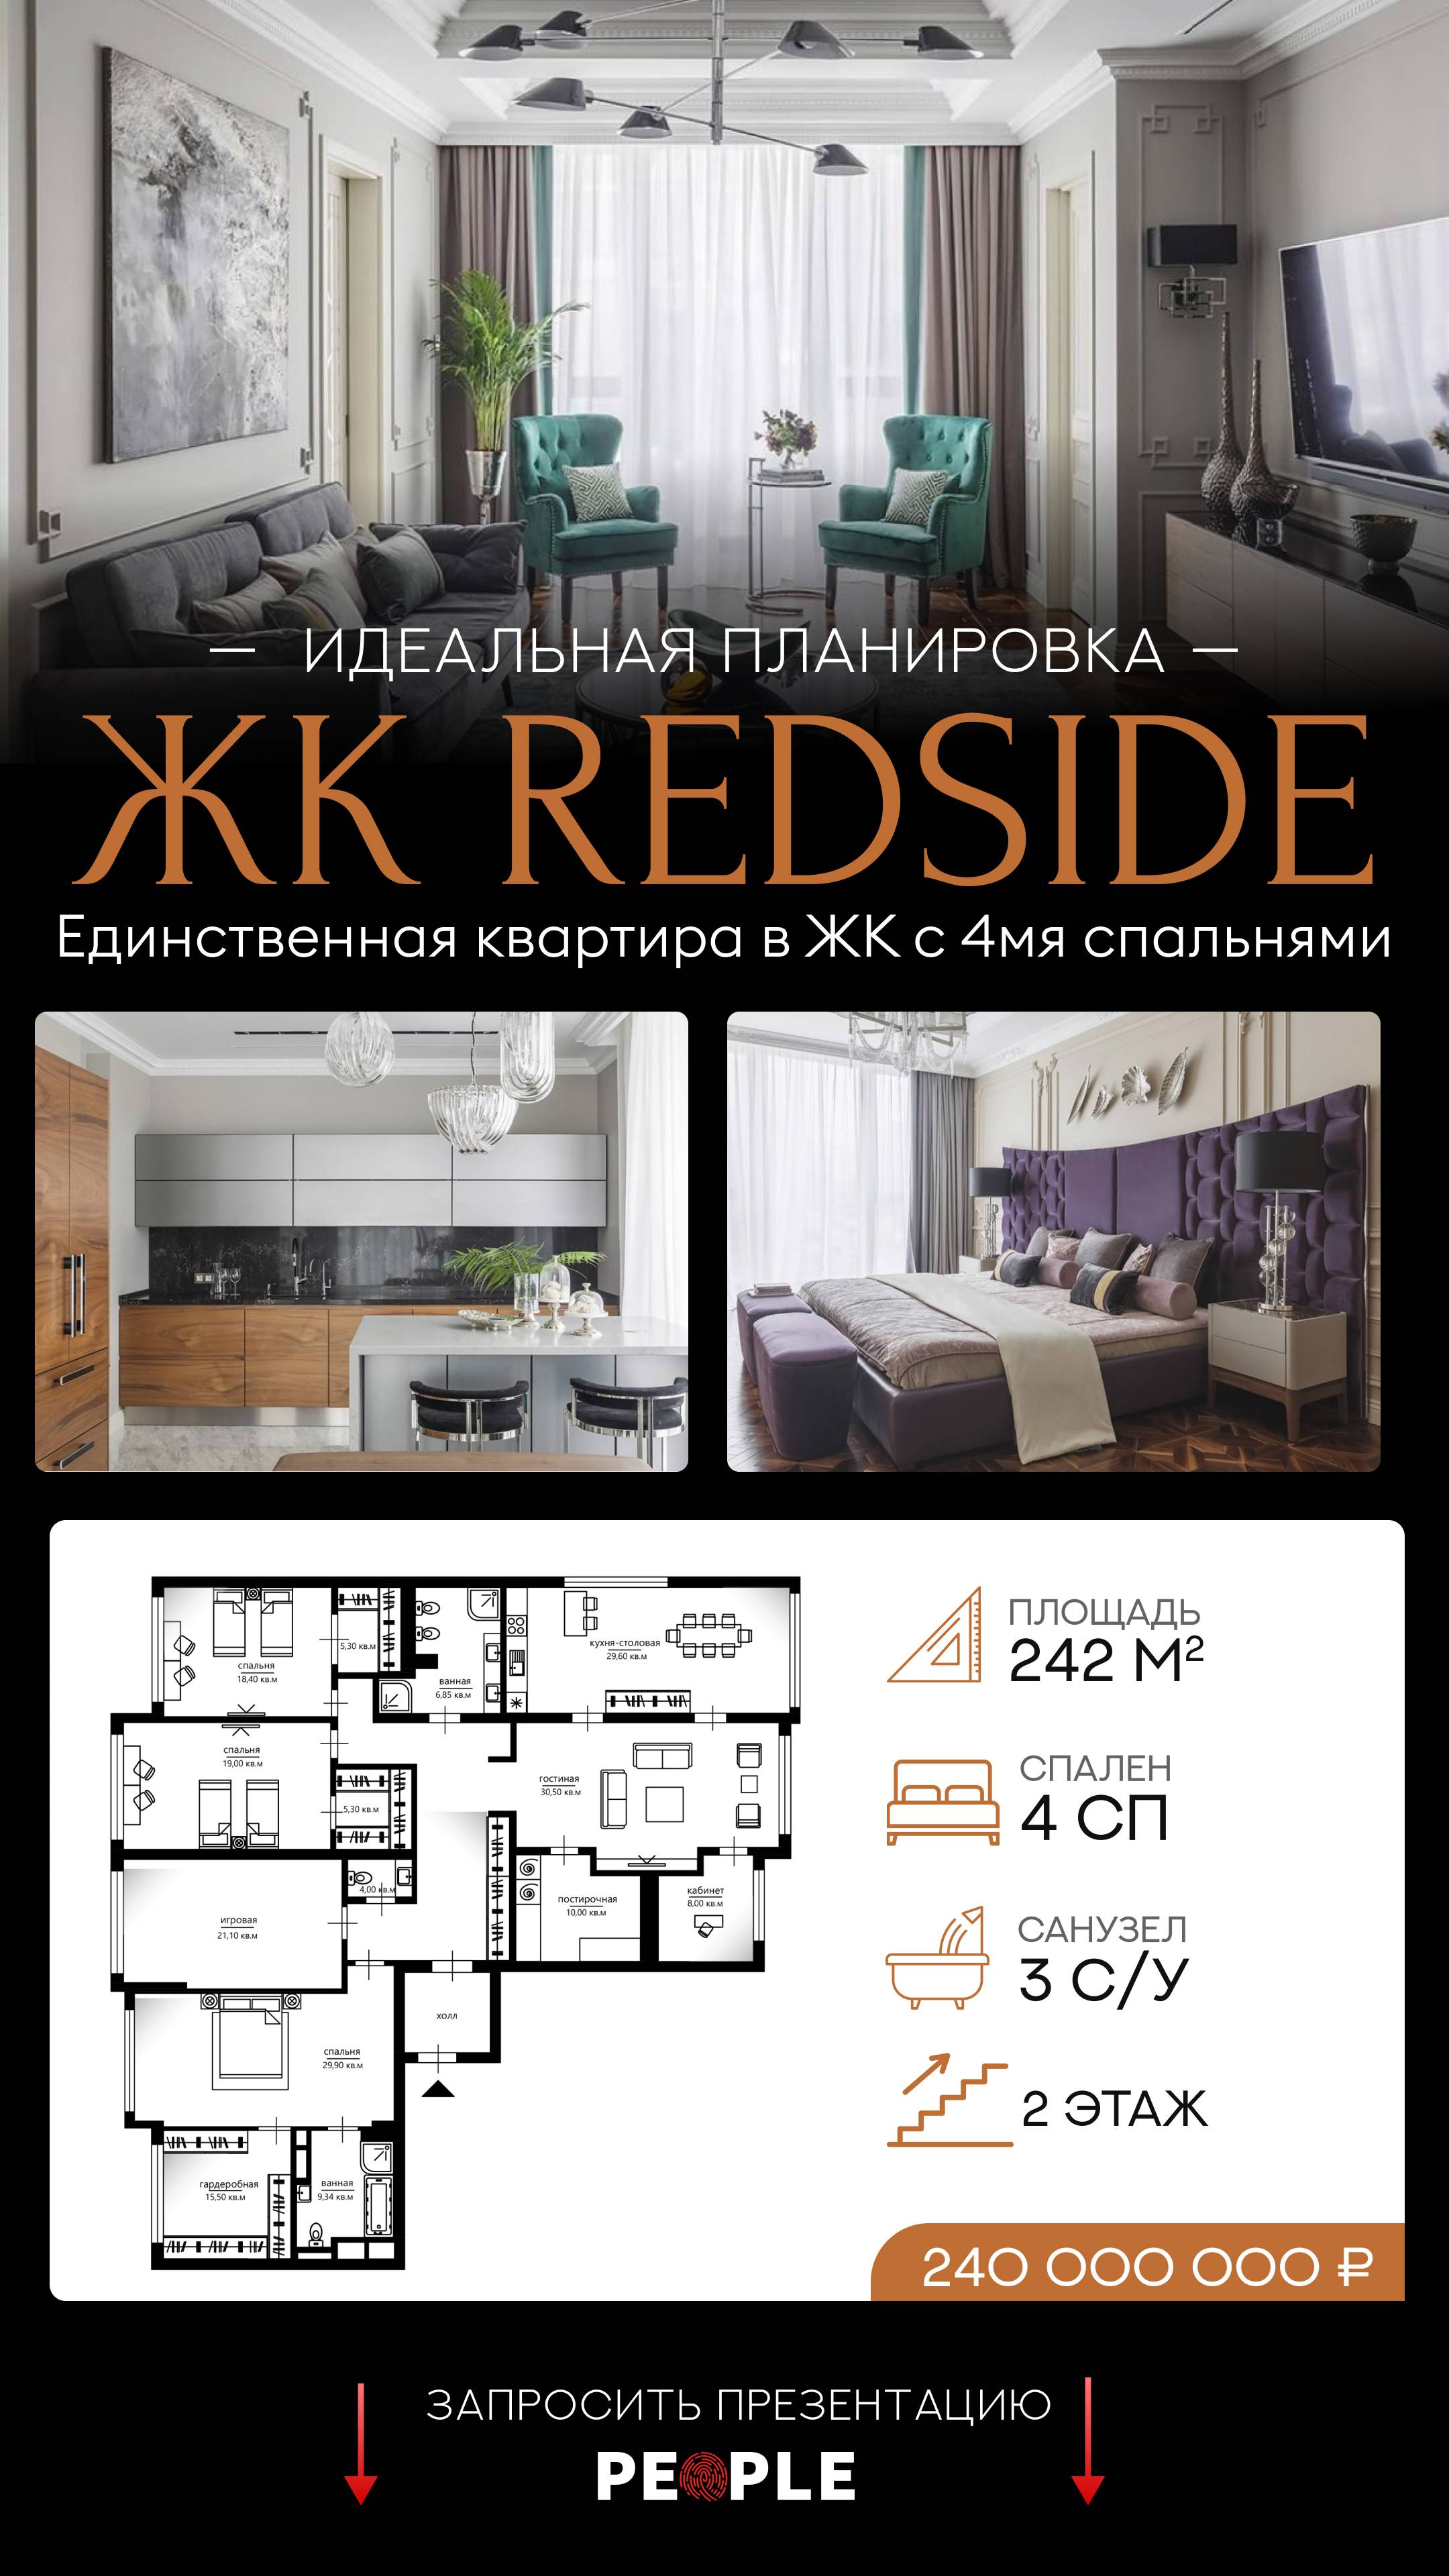 — ИДЕАЛЬНАЯ ПЛАНИРОВКА —
ЖК REDSIDE
Единственная квартира в ЖК с 4мя спальнями
спальня
18,40 кв.м
5,30 кв.м
ванная
6,85 кв.м
кухня-столовая
29,60 кв.м
спальня
19,00 кв.м
5,30 кв.м
гостиная
30,50 кв.м
4,00 кв.м
игровая
21,10 кв.м
постирочная
10,00 кв.м
кабинет
8,00 кв.м
холл
спальня
29,90 кв.м
гардеробная
15,50 кв.м
ванная
9,34 кв.м
ПЛОЩАДЬ
242 М²
СПАЛЕН
4 СП
САНУЗЕЛ
3 С/У
2 ЭТАЖ
240 000 000 ₽
ЗАПРОСИТЬ ПРЕЗЕНТАЦИЮ
PEOPLE